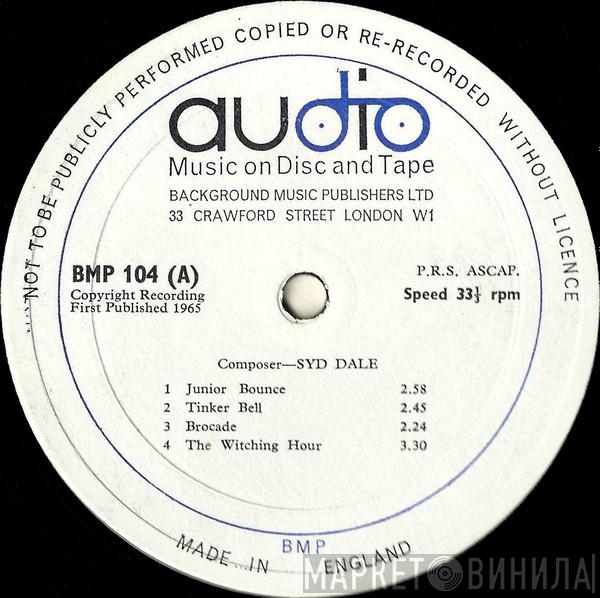 NOT TO BE PUBLICLY PERFORMED COPIED OR RE-RECORDED WITHOUT LICENCE
audio
Music on Disc and Tape
BACKGROUND MUSIC PUBLISHERS LTD
33 CRAWFORD STREET LONDON W1
BMP 104 (A)
Copyright Recording
First Published 1965
P.R.S. ASCAP.
Speed 33⅓ rpm
Composer—SYD DALE
1 Junior Bounce 2.58
2 Tinker Bell 2.45
3 Brocade 2.24
4 The Witching Hour 3.30
BMP
MADE IN ENGLAND
МАРКЕТ ВИНИЛА